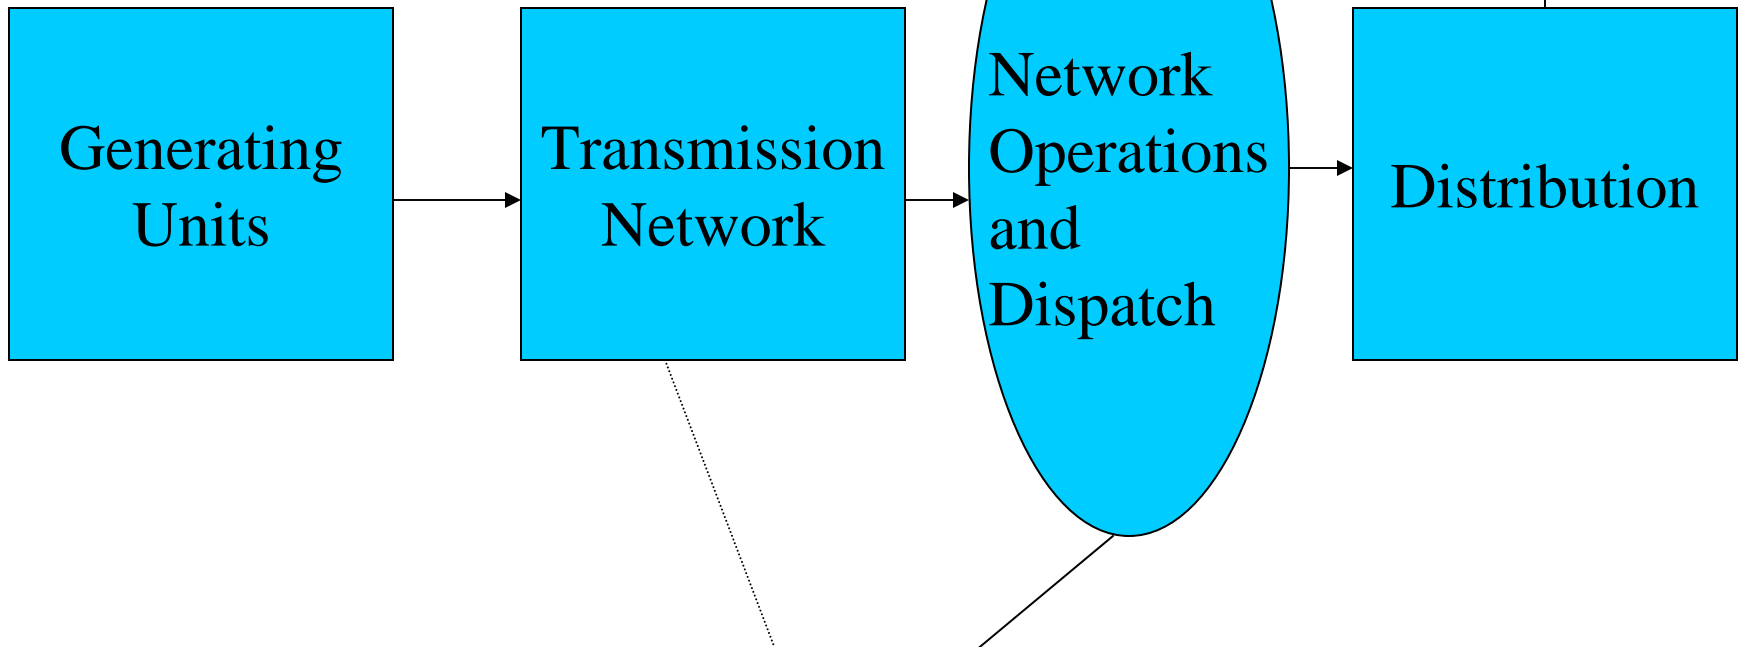 Generating
Units
Transmission
Network
Network
Operations
and
Dispatch
Distribution